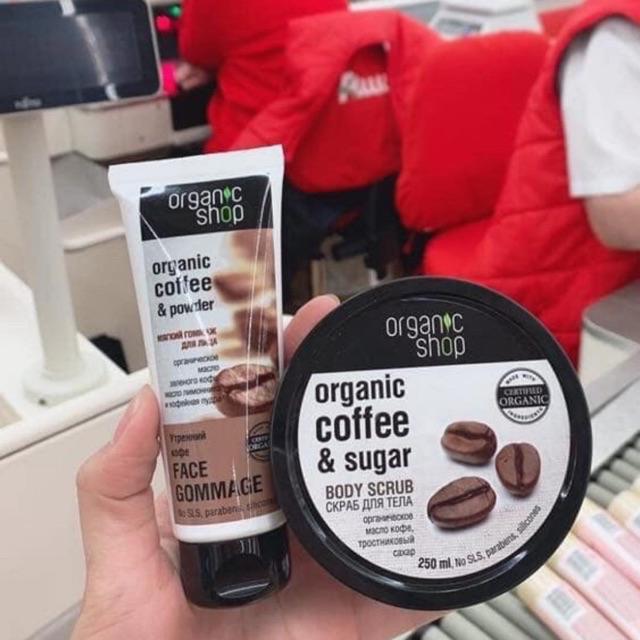 FUJITSU
organic
shop
organic
coffee
& powder
МЯГКИЙ ГОММАЖ
ДЛЯ ЛИЦА
органическое
масло
зеленого кофе
масло лимонника
и кофейная пудра
Утренний
кофе
FACE
GOMMAGE
No SLS, parabens, silicones
organic
shop
organic
coffee
& sugar
BODY SCRUB
СКРАБ ДЛЯ ТЕЛА
органическое
масло кофе,
тростниковый
сахар
250 ml, No SLS, parabens, silicones
MADE WITH
CERTIFIED
ORGANIC
INGREDIENTS